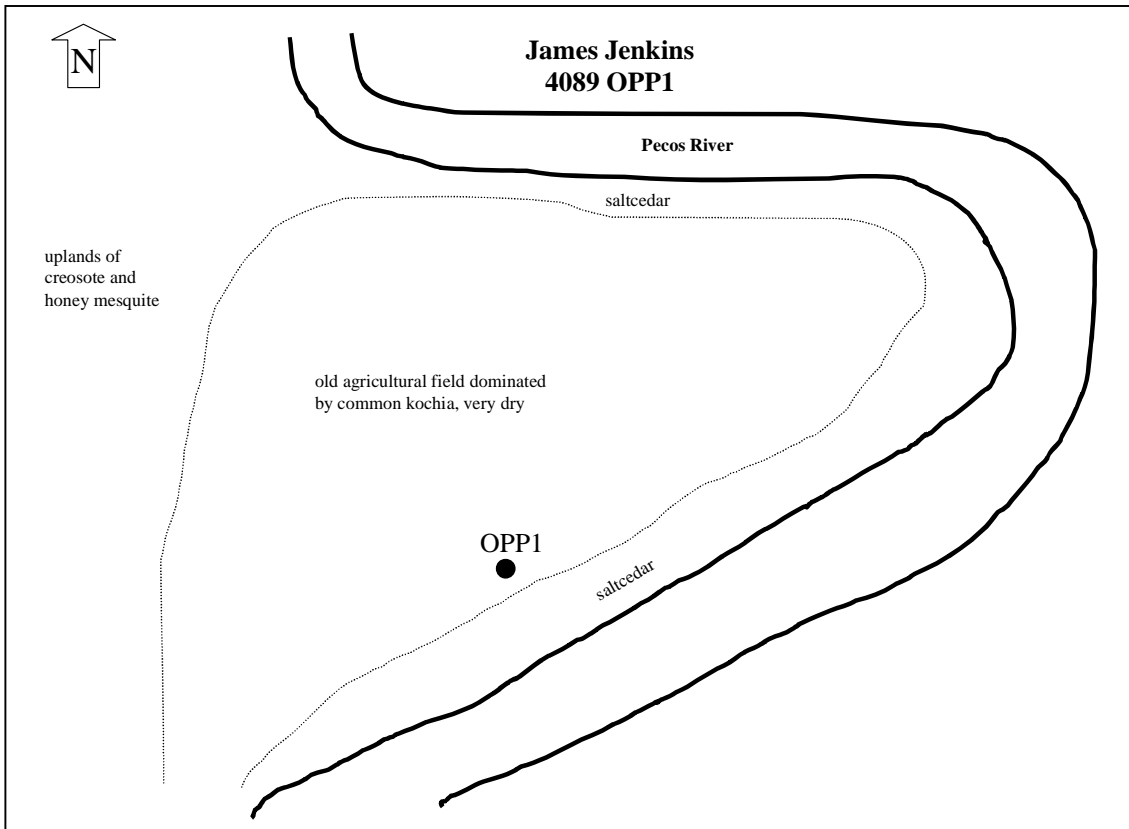 N
James Jenkins
4089 OPP1
Pecos River
saltcedar
uplands of
creosote and
honey mesquite
old agricultural field dominated
by common kochia, very dry
OPP1
saltcedar